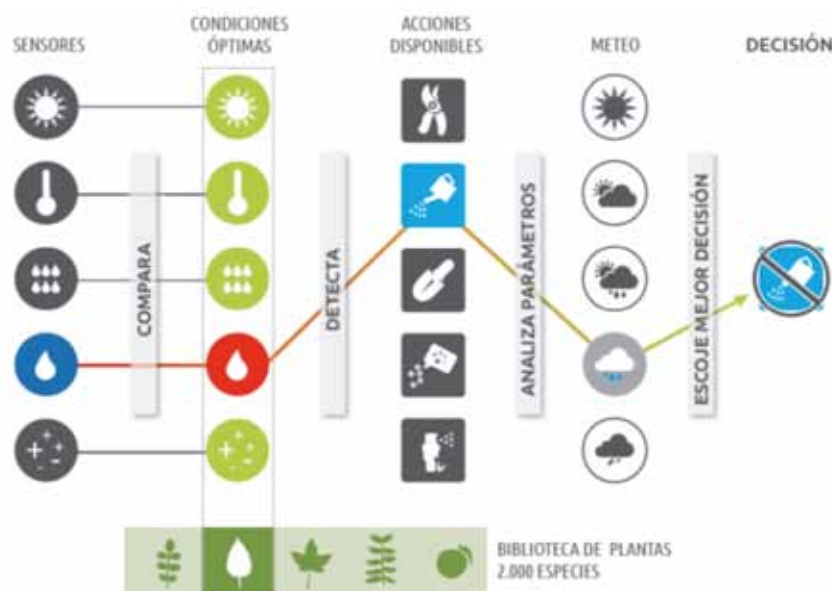 SENSORES
CONDICIONES
ÓPTIMAS
ACCIONES
DISPONIBLES
METEO
DECISIÓN
COMPARA
DETECTA
ANALIZA PARÁMETROS
ESCOJE MEJOR DECISIÓN
BIBLIOTECA DE PLANTAS
2.000 ESPECIES